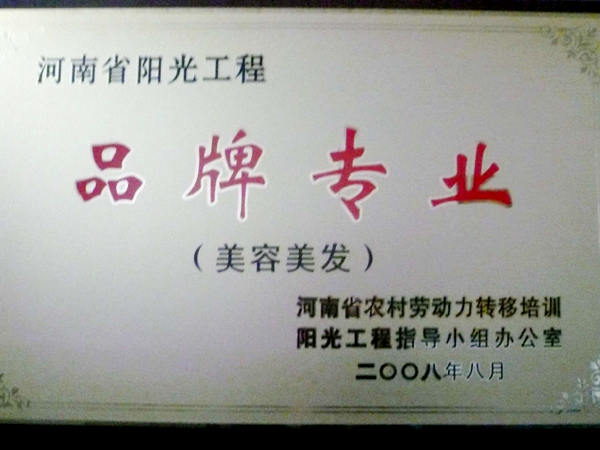 河南省阳光工程
品牌专业
（美容美发）
河南省农村劳动力转移培训
阳光工程指导小组办公室
二〇〇八年八月